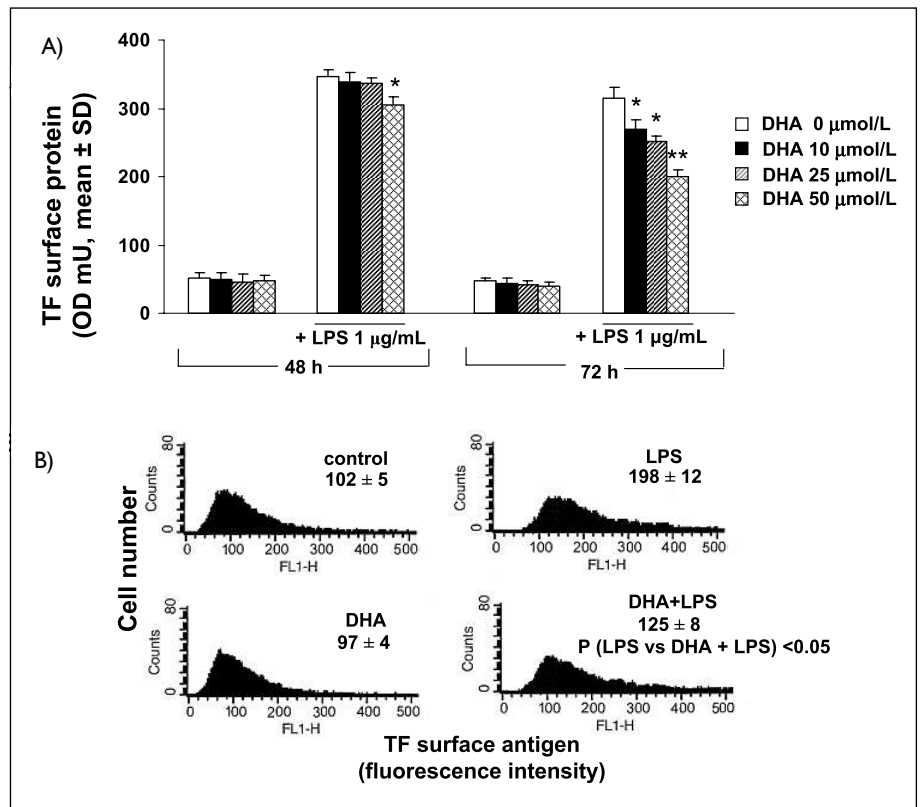 A)
TF surface protein
(OD mU, mean ± SD)
400
300
200
100
0
*
*
*
**
DHA 0 μmol/L
DHA 10 μmol/L
DHA 25 μmol/L
DHA 50 μmol/L
+ LPS 1 μg/mL
+ LPS 1 μg/mL
48 h
72 h
B)
Cell number
80
Counts
0
control
102 ± 5
0 100 200 300 400 500
FL1-H
80
Counts
0
LPS
198 ± 12
0 100 200 300 400 500
FL1-H
80
Counts
0
DHA
97 ± 4
0 100 200 300 400 500
FL1-H
80
Counts
0
DHA+LPS
125 ± 8
P (LPS vs DHA + LPS) <0.05
0 100 200 300 400 500
FL1-H
TF surface antigen
(fluorescence intensity)